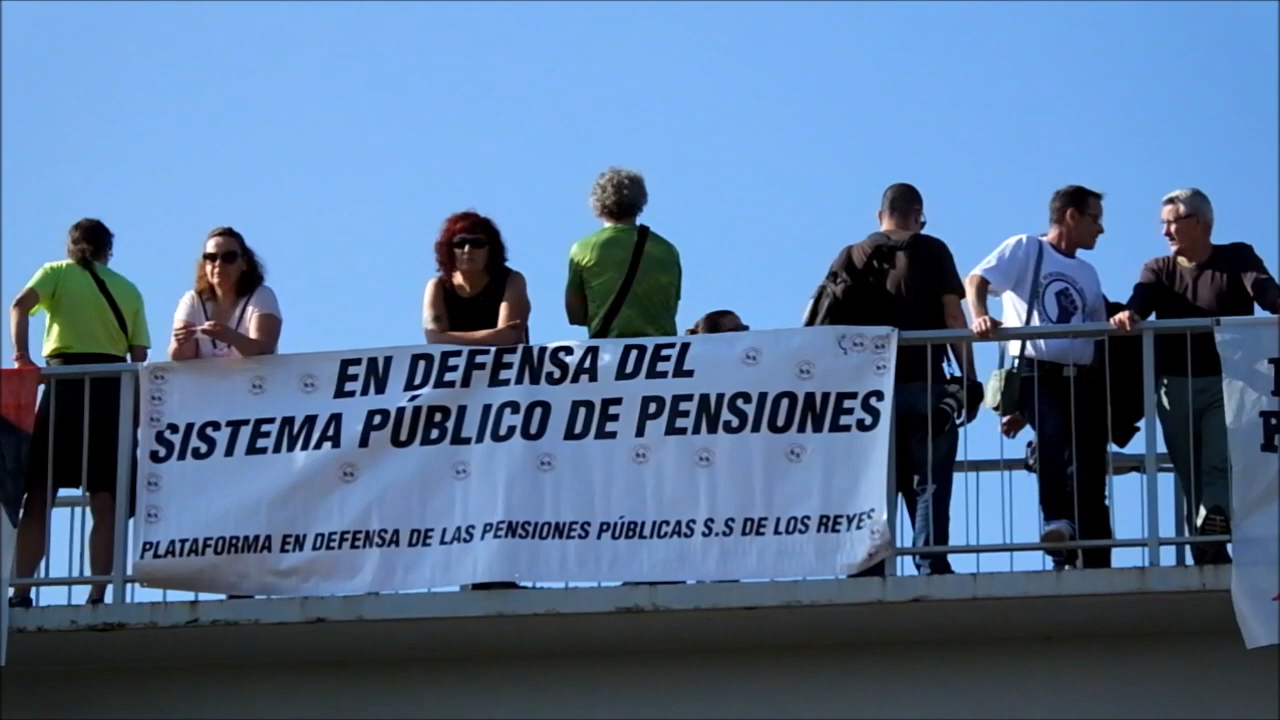 EN DEFENSA DEL
SISTEMA PÚBLICO DE PENSIONES
PLATAFORMA EN DEFENSA DE LAS PENSIONES PÚBLICAS S.S DE LOS REYES